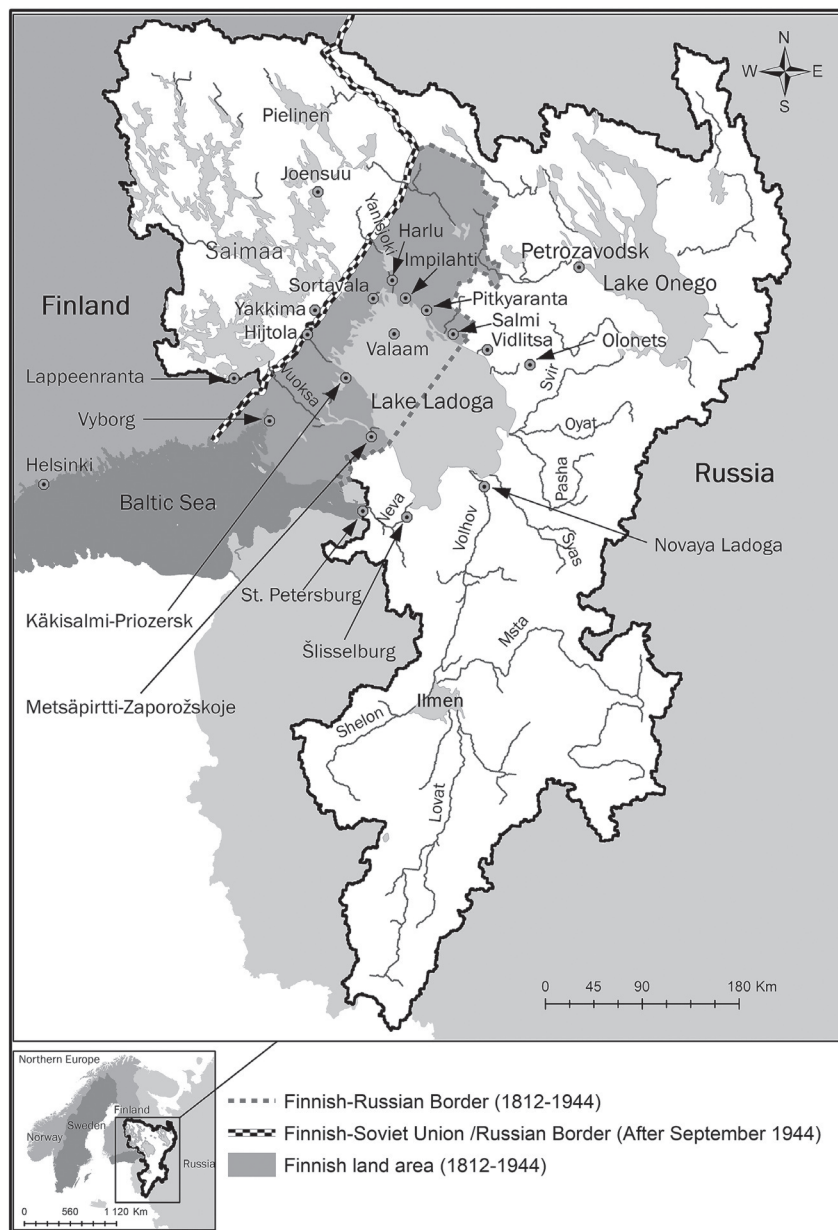 N
W E
S
Pielinen
Joensuu
Yanisjoki
Harlu
Saimaa
Impilahti
Petrozavodsk
Sortavala
Lake Onego
Finland
Yakkima
Pitkyaranta
Hijtola
Salmi
Valaam
Vidlitsa
Olonets
Lappeenranta
Vuoksa
Svir
Lake Ladoga
Vyborg
Oyat
Helsinki
Pasha
Russia
Baltic Sea
Neva
Volhov
Syas
Novaya Ladoga
St. Petersburg
Käkisalmi-Priozersk
Šlisselburg
Msta
Metsäpirtti-Zaporožskoje
Ilmen
Shelon
Lovat
0 45 90 180 Km
Northern Europe
Finland
Sweden
Norway
Russia
0 560 1 120 Km
Finnish-Russian Border (1812-1944)
Finnish-Soviet Union /Russian Border (After September 1944)
Finnish land area (1812-1944)